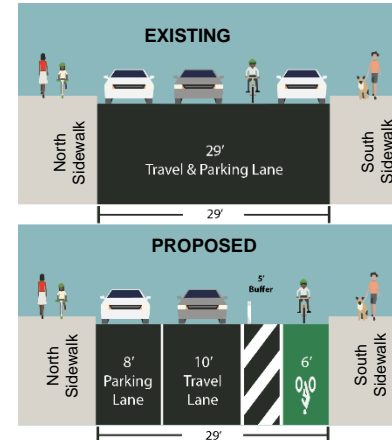 EXISTING
North
Sidewalk
29'
Travel & Parking Lane
South
Sidewalk
29'
PROPOSED
5'
Buffer
North
Sidewalk
8'
Parking
Lane
10'
Travel
Lane
6'
South
Sidewalk
29'